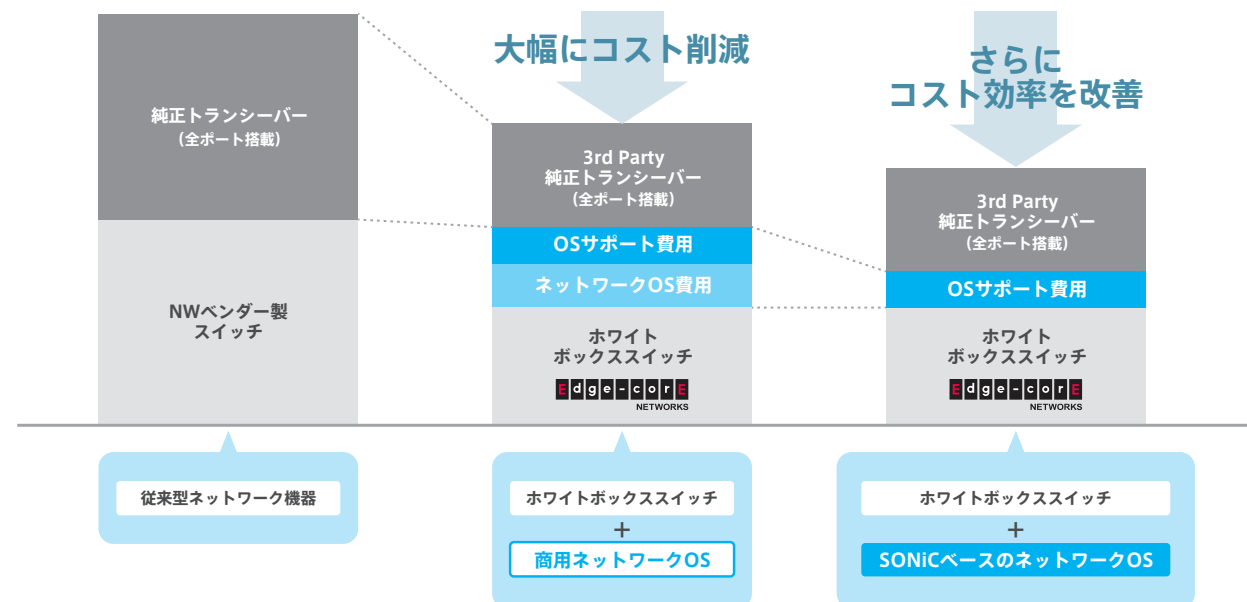 大幅にコスト削減
さらに
コスト効率を改善
純正トランシーバー
(全ポート搭載)
NWベンダー製
スイッチ
3rd Party
純正トランシーバー
(全ポート搭載)
OSサポート費用
ネットワークOS費用
ホワイト
ボックススイッチ
Edge-corE
NETWORKS
3rd Party
純正トランシーバー
(全ポート搭載)
OSサポート費用
ホワイト
ボックススイッチ
Edge-corE
NETWORKS
従来型ネットワーク機器
ホワイトボックススイッチ
+
商用ネットワークOS
ホワイトボックススイッチ
+
SONiCベースのネットワークOS